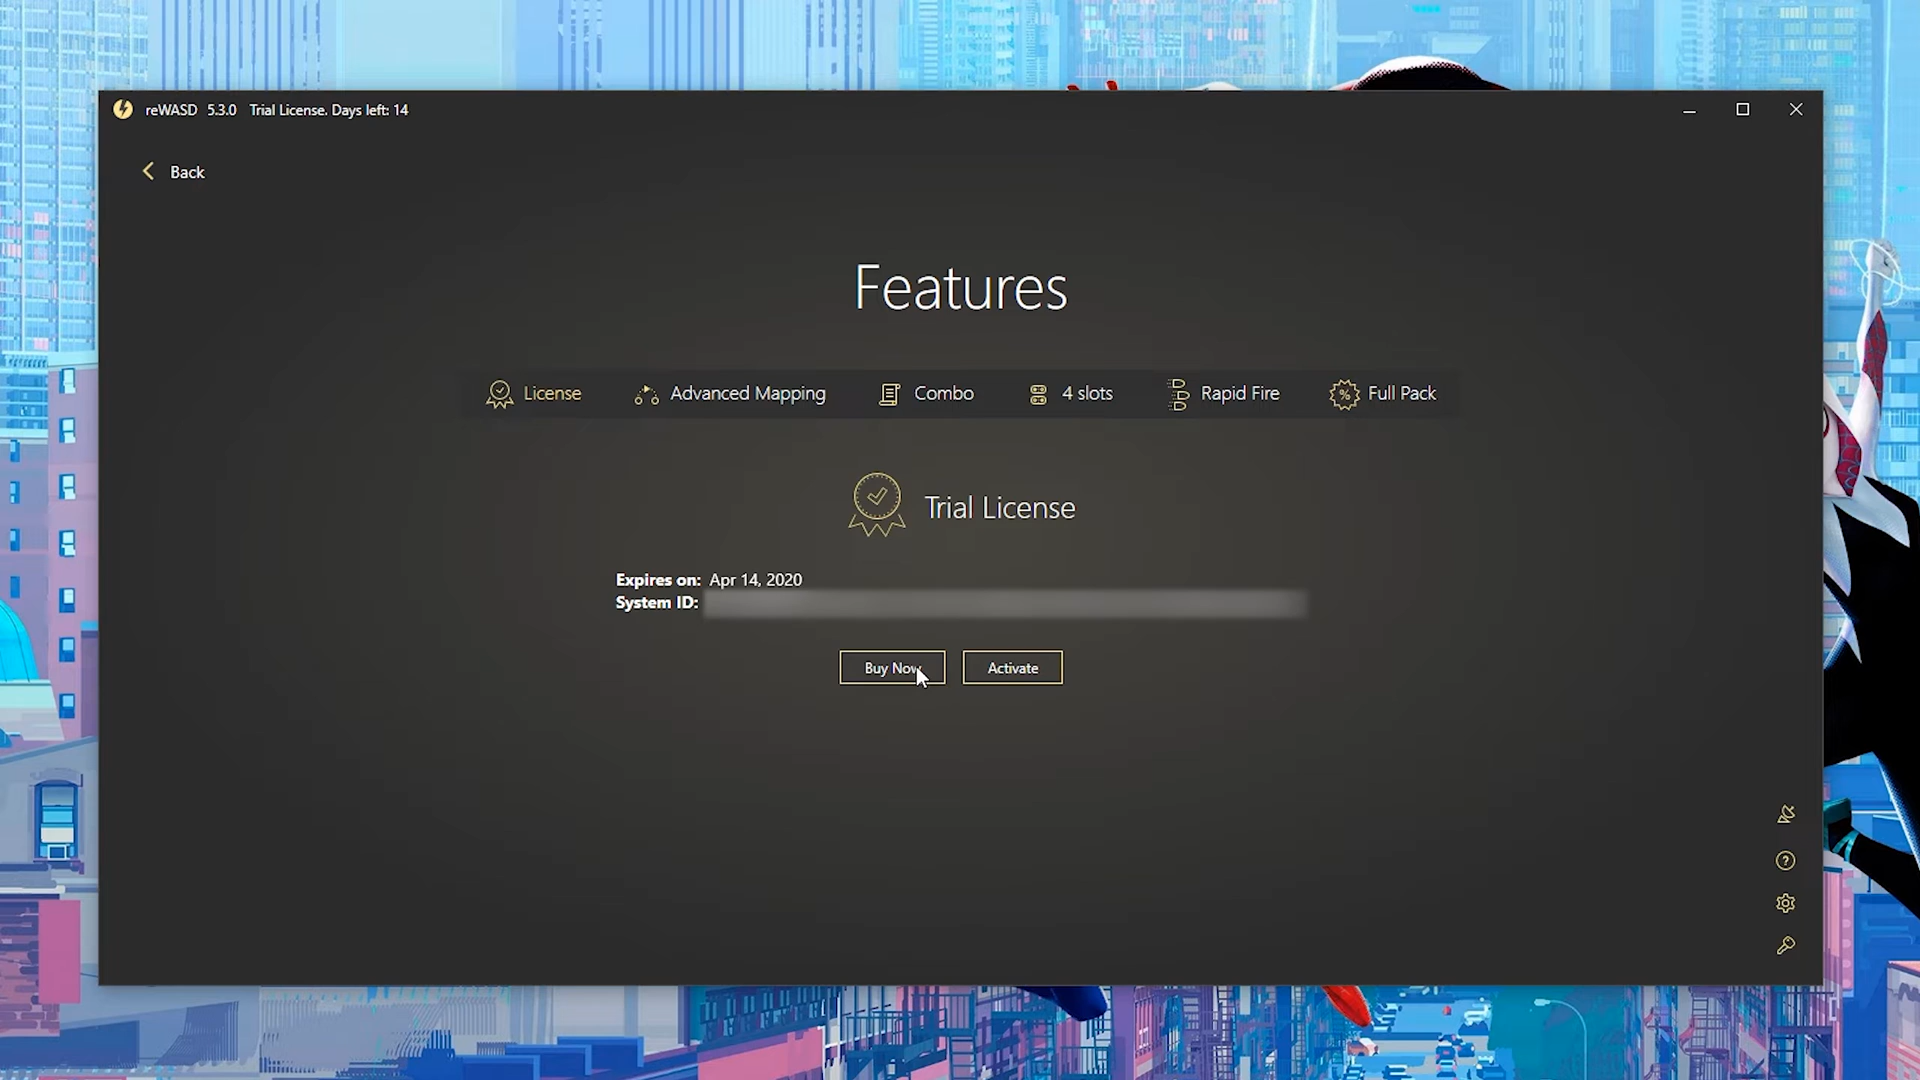 reWASD 5.3.0 Trial License. Days left: 14
Back
Features
License Advanced Mapping Combo 4 slots Rapid Fire Full Pack
Trial License
Expires on: Apr 14, 2020
System ID:
Buy Now Activate